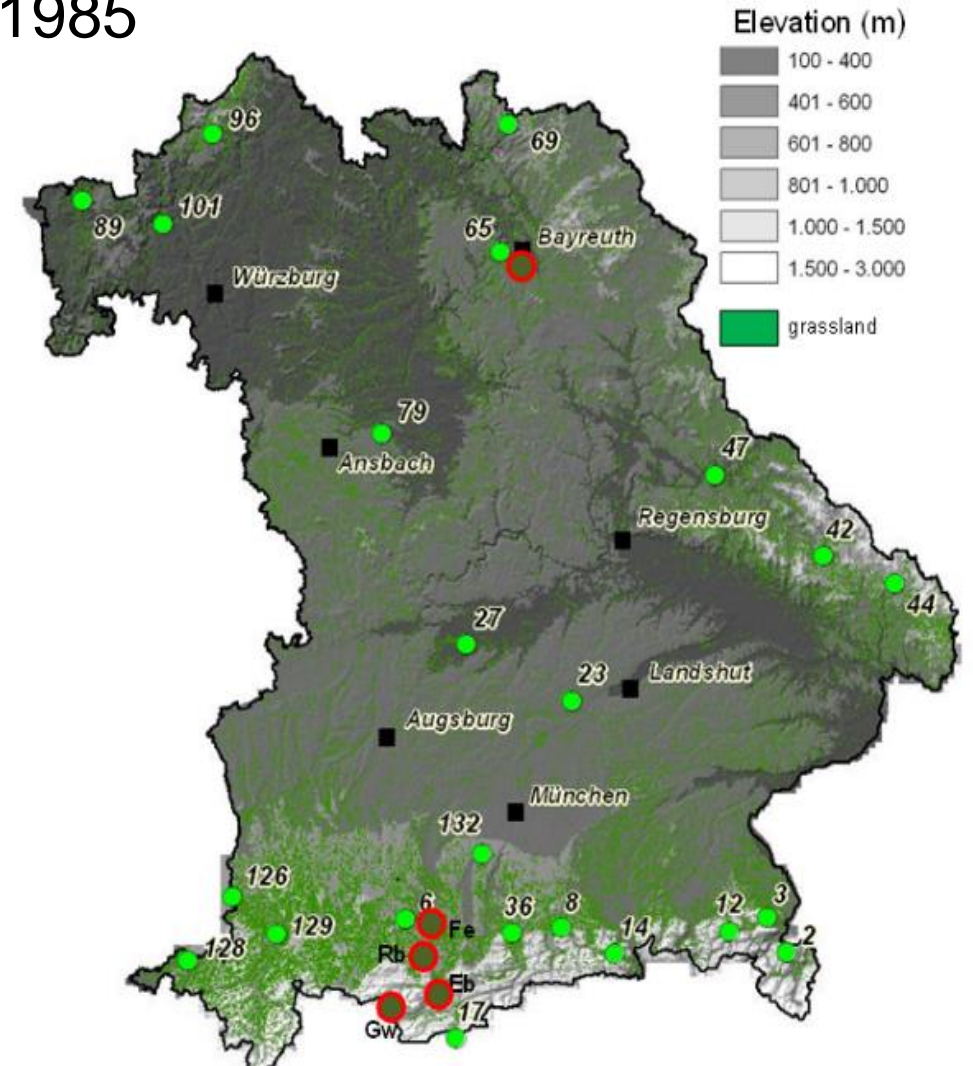 1985
Elevation (m)
100 - 400
401 - 600
601 - 800
801 - 1.000
1.000 - 1.500
1.500 - 3.000
grassland
96
69
89
101
65
Bayreuth
Würzburg
79
Ansbach
47
Regensburg
42
44
27
23
Landshut
Augsburg
München
132
126
6
Fe
36
8
12
3
129
14
2
128
Rb
Eb
17
Gw